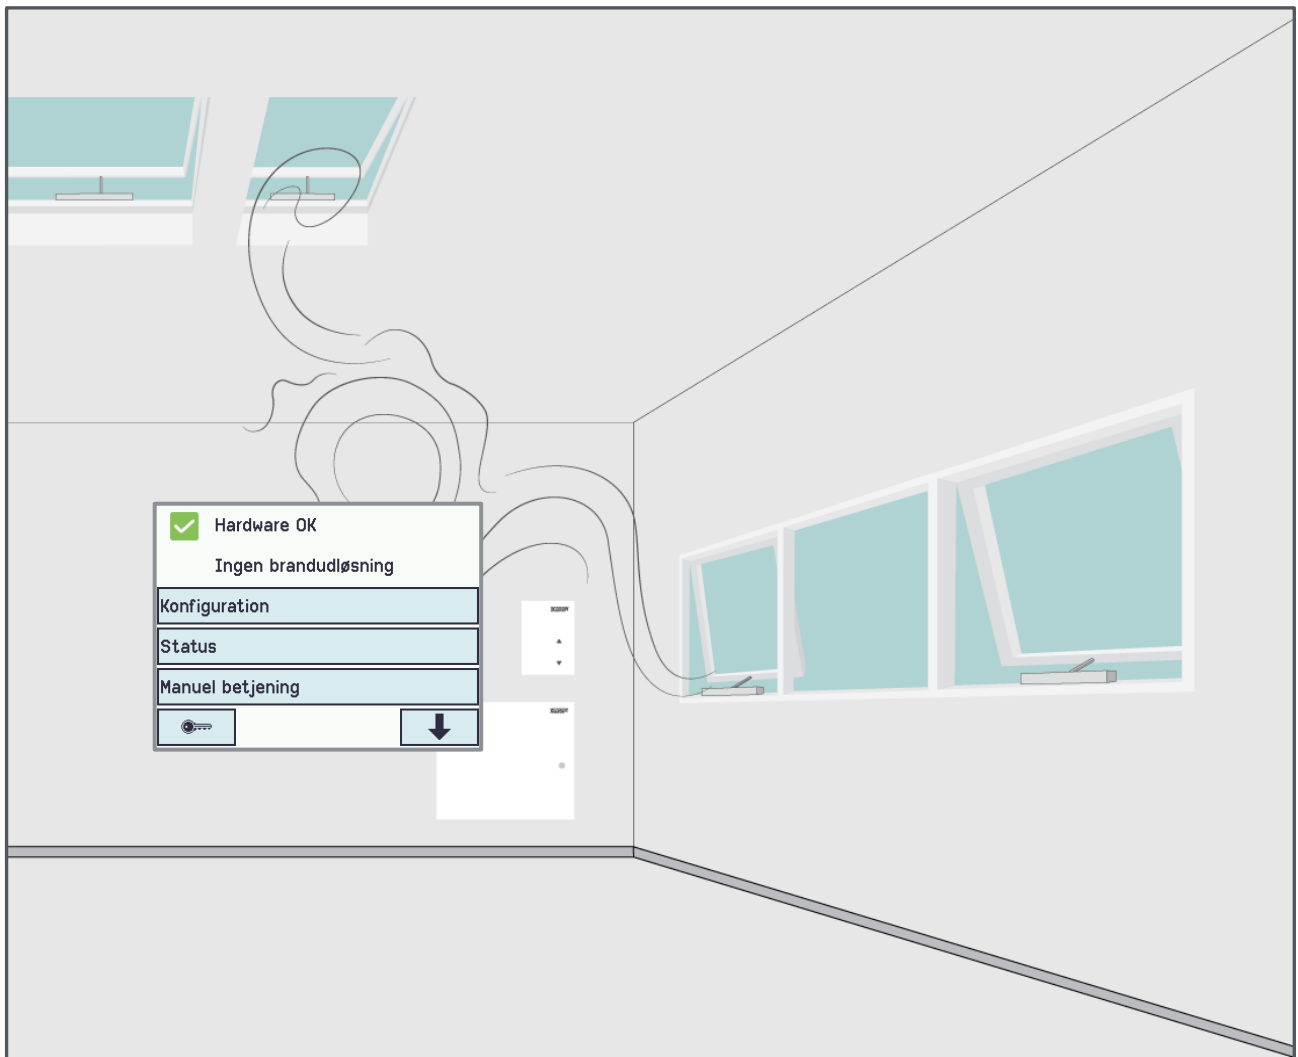 Hardware OK
Ingen brandudløsning
Konfiguration
Status
Manuel betjening